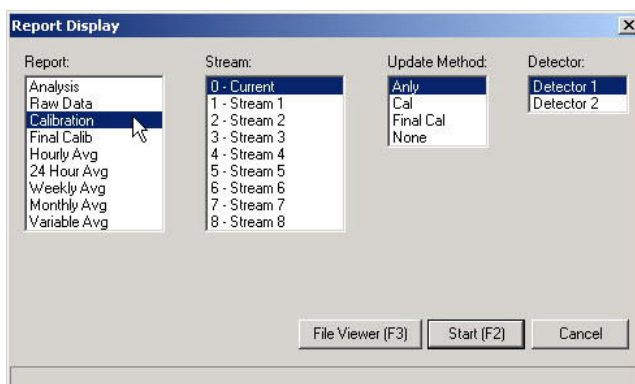 Report Display
Report:
Analysis
Raw Data
Calibration
Final Calib
Hourly Avg
24 Hour Avg
Weekly Avg
Monthly Avg
Variable Avg
Stream:
0 - Current
1 - Stream 1
2 - Stream 2
3 - Stream 3
4 - Stream 4
5 - Stream 5
6 - Stream 6
7 - Stream 7
8 - Stream 8
Update Method:
Anly
Cal
Final Cal
None
Detector:
Detector 1
Detector 2
File Viewer (F3)
Start (F2)
Cancel